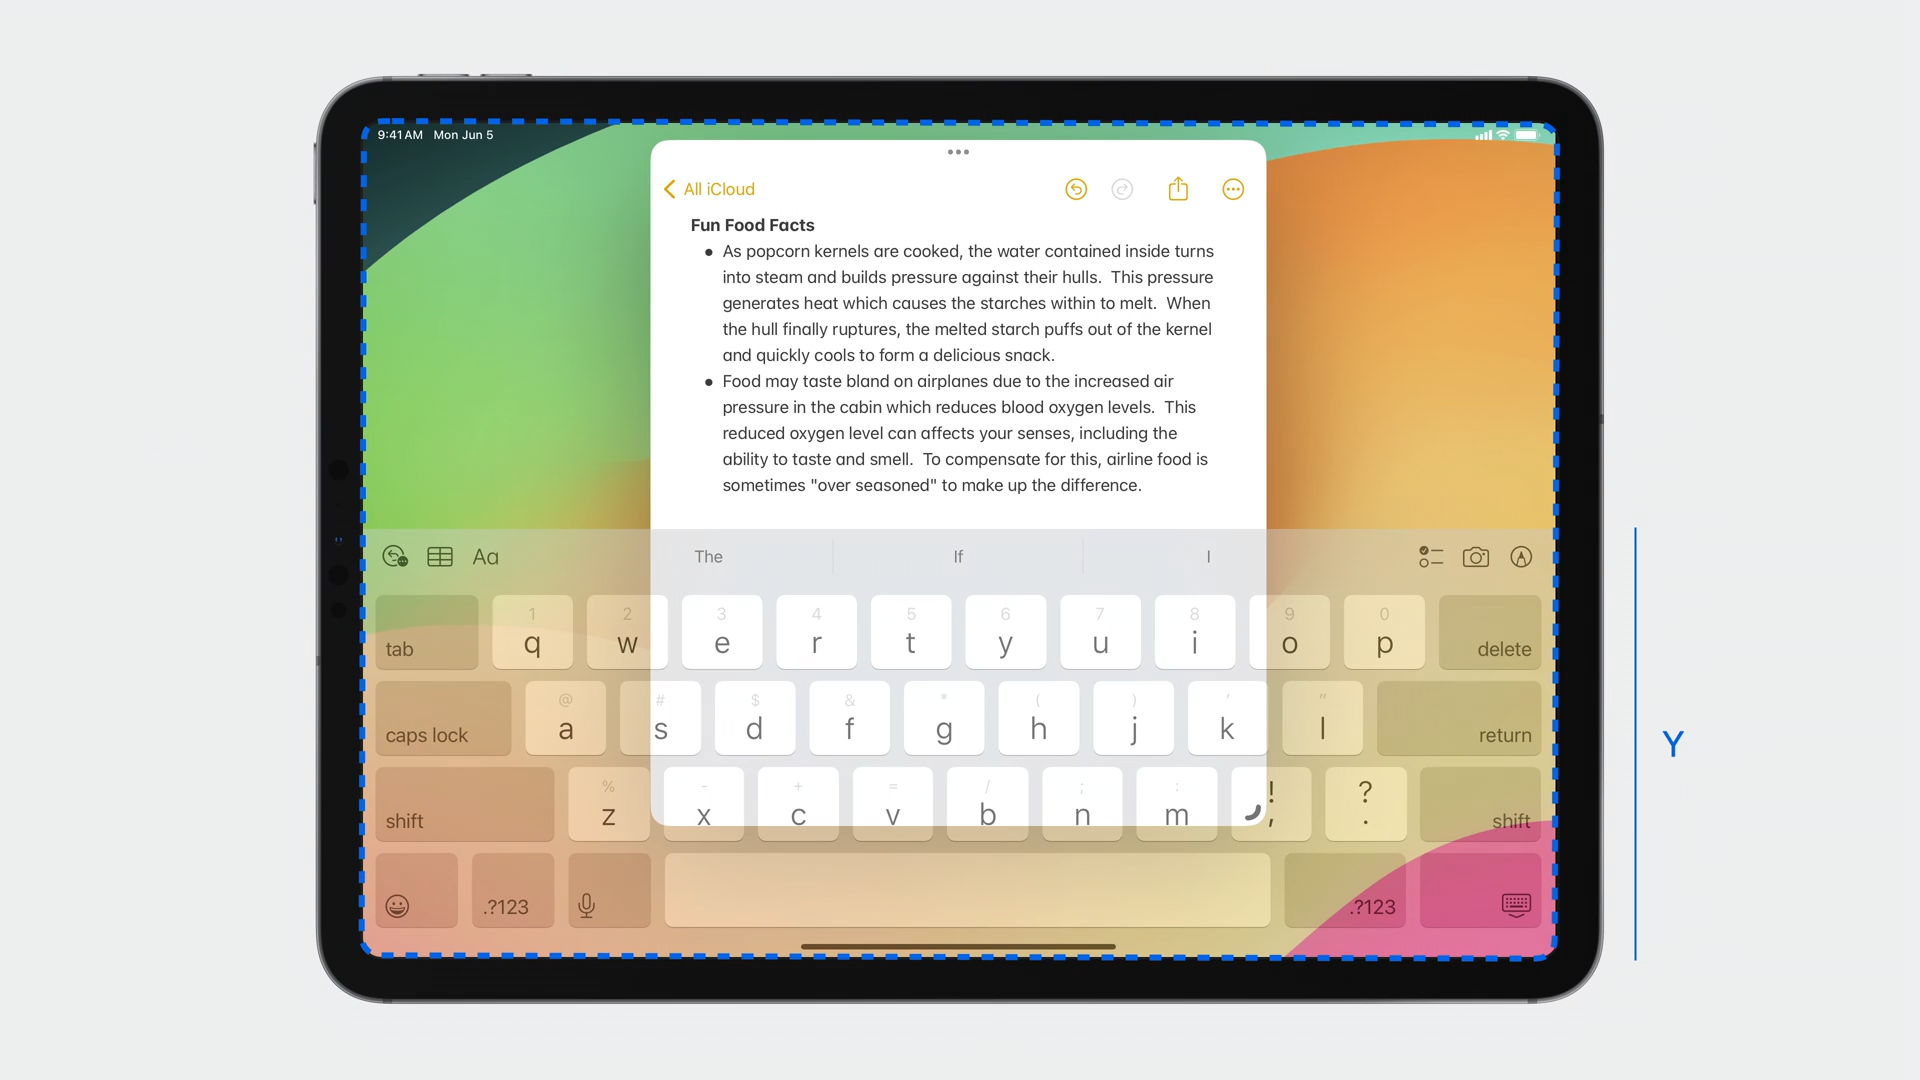 9:41 AM Mon Jun 5
All iCloud
Fun Food Facts
• As popcorn kernels are cooked, the water contained inside turns
into steam and builds pressure against their hulls. This pressure
generates heat which causes the starches within to melt. When
the hull finally ruptures, the melted starch puffs out of the kernel
and quickly cools to form a delicious snack.
• Food may taste bland on airplanes due to the increased air
pressure in the cabin which reduces blood oxygen levels. This
reduced oxygen level can affects your senses, including the
ability to taste and smell. To compensate for this, airline food is
sometimes "over seasoned" to make up the difference.
Aa The If I
1 2 3 4 5 6 7 8 9 0
tab q w e r t y u i o p delete
@ # $ & * ( ) ' "
caps lock a s d f g h j k l return
Y
% - + = / ; : ! ?
shift z x c v b n m , . shift
.?123 .?123